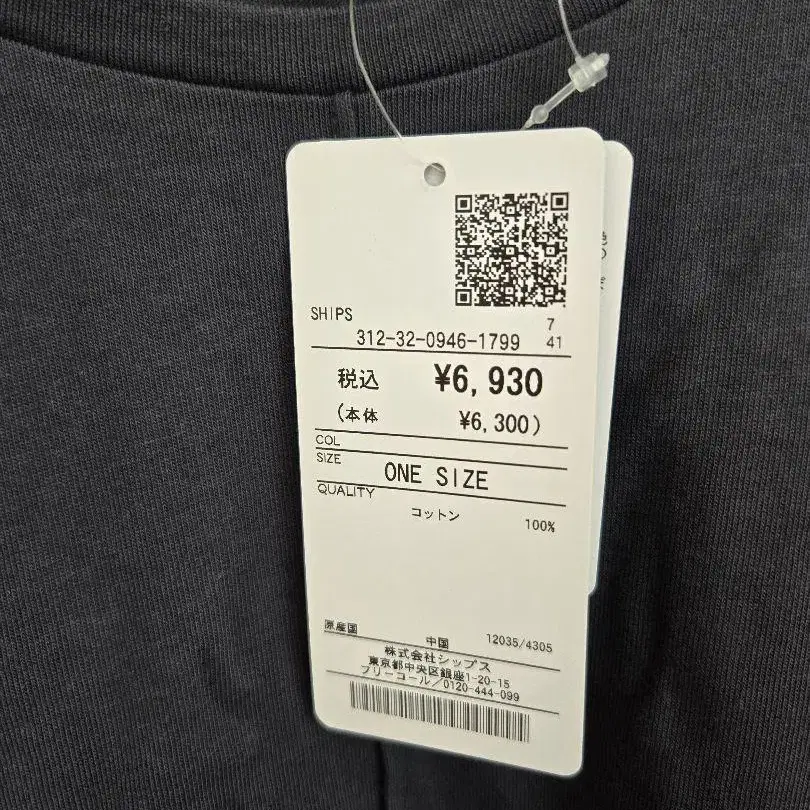 SHIPS
7
312-32-0946-1799 41
税込 ¥6,930
(本体 ¥6,300)
COL
SIZE ONE SIZE
QUALITY
コットン 100%
原産国 中国 12035/4305
株式会社シップス
東京都中央区銀座1-20-15
フリーコール/0120-444-099